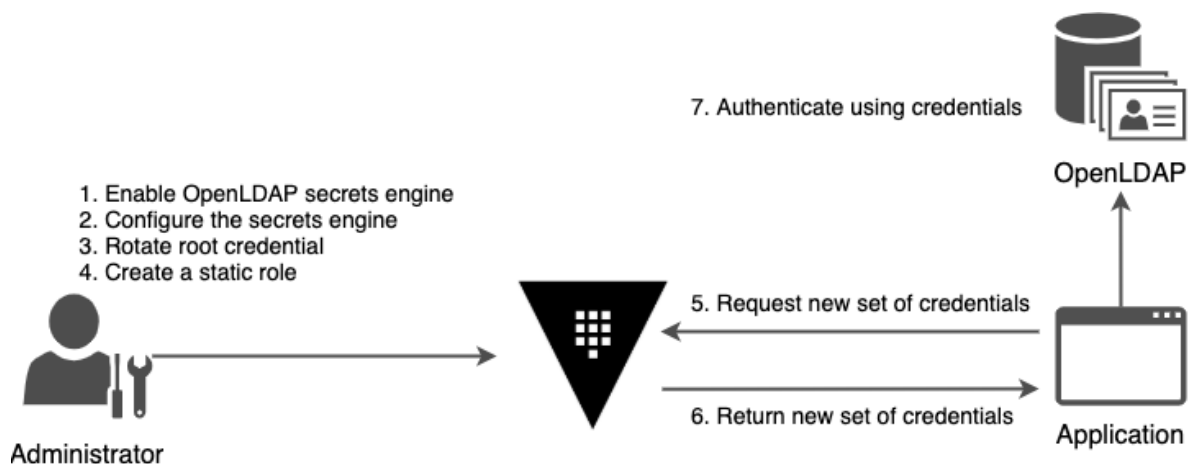 7. Authenticate using credentials
OpenLDAP
1. Enable OpenLDAP secrets engine
2. Configure the secrets engine
3. Rotate root credential
4. Create a static role
5. Request new set of credentials
6. Return new set of credentials
Administrator
Application